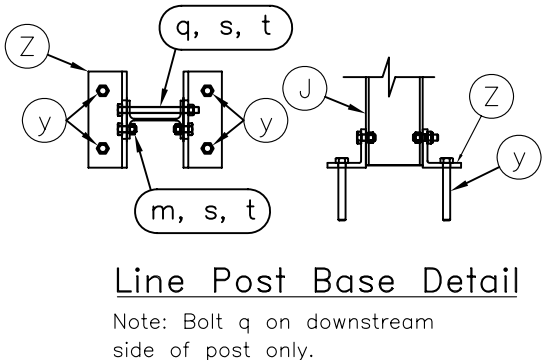 q, s, t
Z
J
Z
y
y
y
m, s, t
Line Post Base Detail
Note: Bolt q on downstream
side of post only.